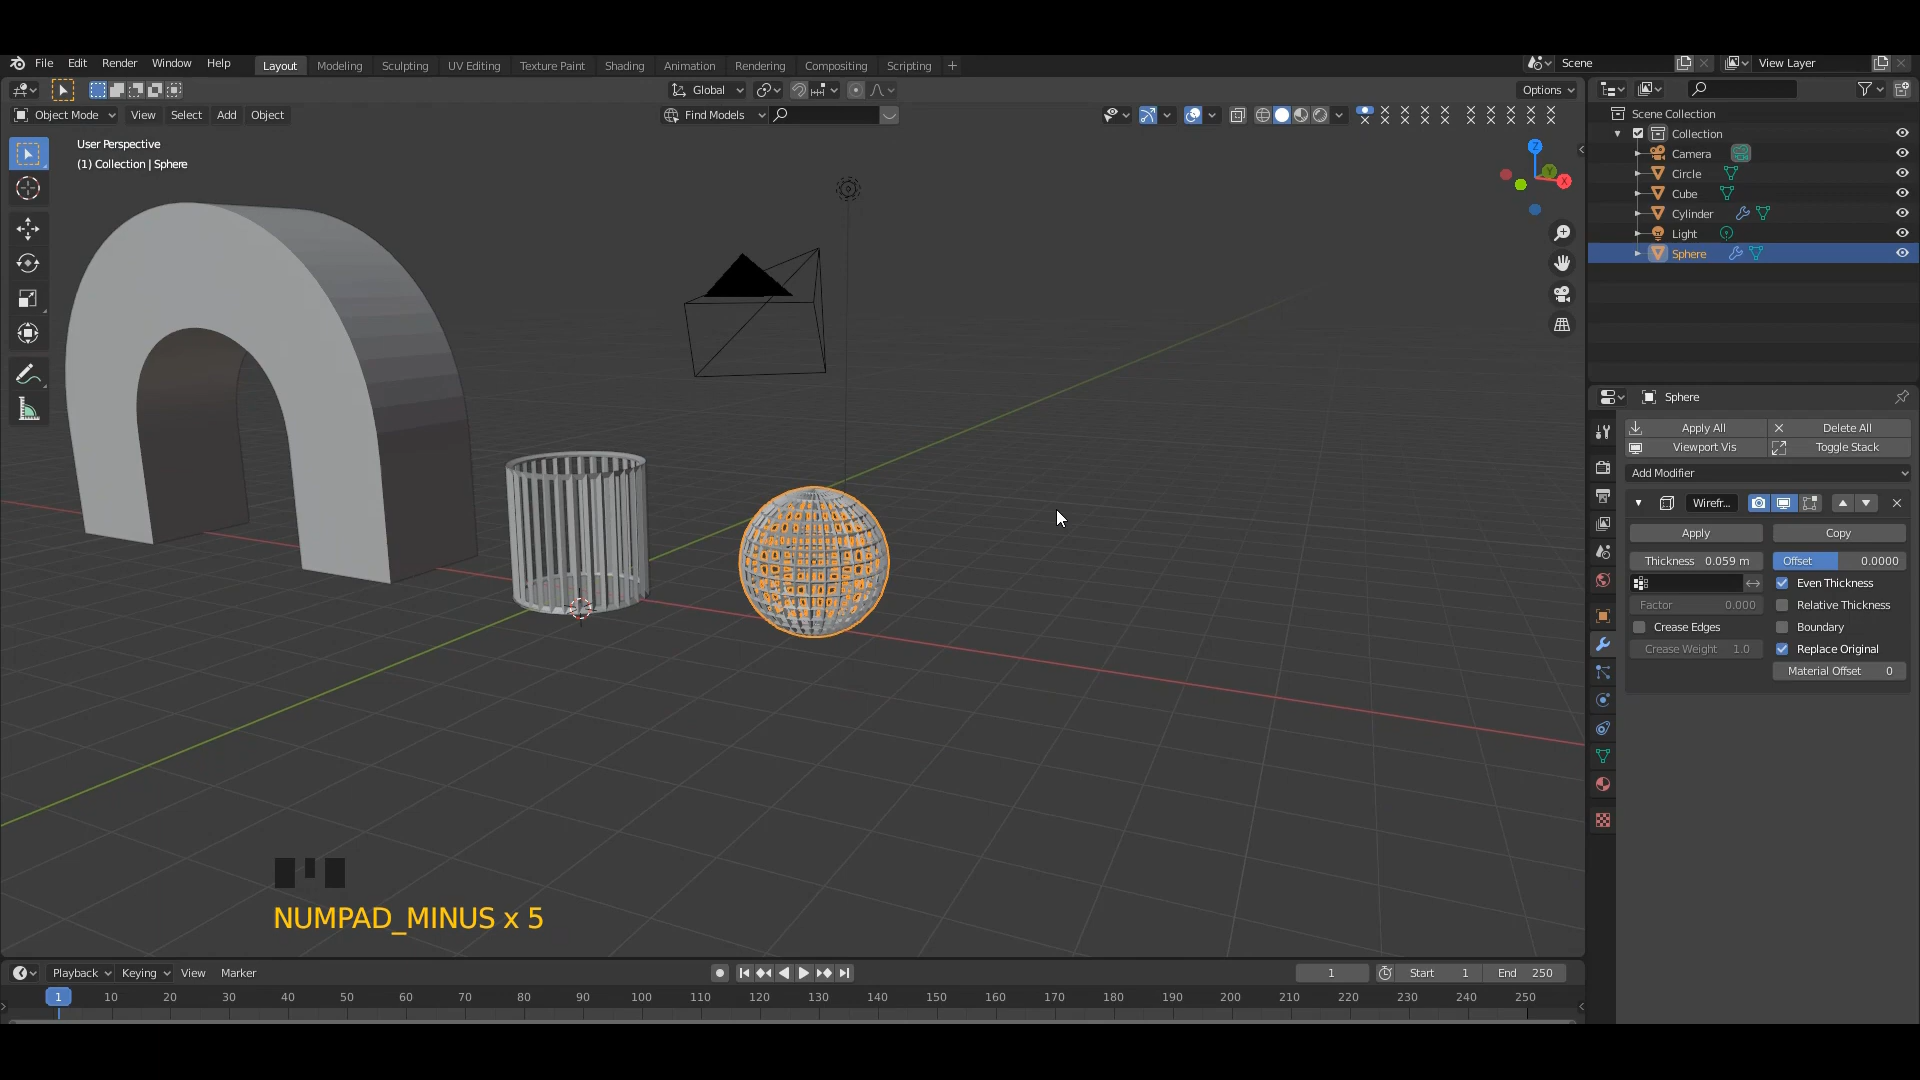 File Edit Render Window Help Layout Modeling Sculpting UV Editing Texture Paint Shading Animation Rendering Compositing Scripting + Scene View Layer
Global Options
Object Mode View Select Add Object Find Models
User Perspective
(1) Collection | Sphere
Z
Y
X
Scene Collection
Collection
Camera
Circle
Cube
Cylinder
Light
Sphere
Sphere
Apply All Delete All
Viewport Vis Toggle Stack
Add Modifier
Wirefr...
Apply Copy
Thickness 0.059 m Offset 0.0000
Even Thickness
Factor 0.000 Relative Thickness
Crease Edges Boundary
Crease Weight 1.0 Replace Original
Material Offset 0
NUMPAD_MINUS x 5
Playback Keying View Marker 1 Start 1 End 250
1 10 20 30 40 50 60 70 80 90 100 110 120 130 140 150 160 170 180 190 200 210 220 230 240 250